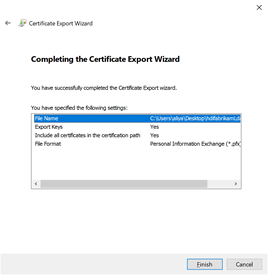 Certificate Export Wizard
Completing the Certificate Export Wizard
You have successfully completed the Certificate Export wizard.
You have specified the following settings:
File Name C:\Users\aliya\Desktop\hdifabrikamLda
Export Keys Yes
Include all certificates in the certification path Yes
File Format Personal Information Exchange (*.pfx)
Finish Cancel